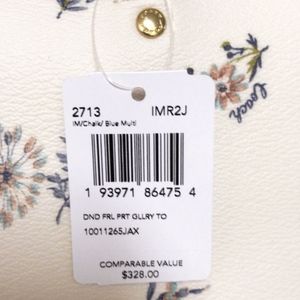 2713 IMR2J
IM/Chalk/ Blue Multi
1 93971 86475 4
DND FRL PRT GLLRY TO
10011265JAX
COMPARABLE VALUE
$328.00
Coach